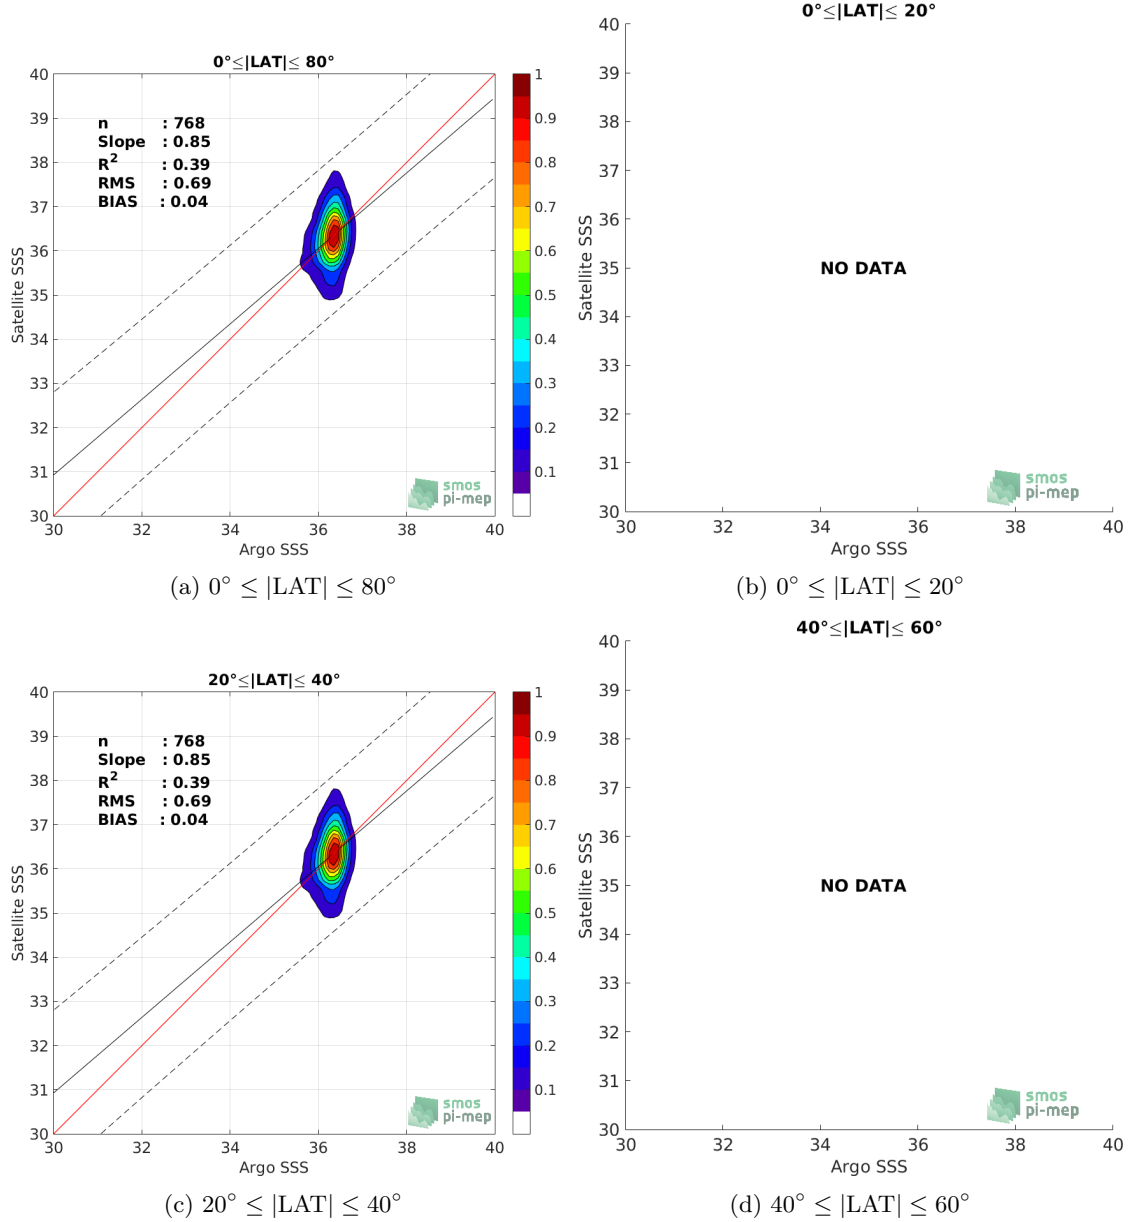 0°≤|LAT|≤ 80°
40
39
38
37
36
35
34
33
32
31
30
Satellite SSS
n : 768
Slope : 0.85
R² : 0.39
RMS : 0.69
BIAS : 0.04
smos
pi-mep
30 32 34 36 38 40
Argo SSS
1
0.9
0.8
0.7
0.6
0.5
0.4
0.3
0.2
0.1
(a) 0° ≤ |LAT| ≤ 80°
0°≤|LAT|≤ 20°
40
39
38
37
36
35
34
33
32
31
30
Satellite SSS
NO DATA
smos
pi-mep
30 32 34 36 38 40
Argo SSS
(b) 0° ≤ |LAT| ≤ 20°
20°≤|LAT|≤ 40°
40
39
38
37
36
35
34
33
32
31
30
Satellite SSS
n : 768
Slope : 0.85
R² : 0.39
RMS : 0.69
BIAS : 0.04
smos
pi-mep
30 32 34 36 38 40
Argo SSS
1
0.9
0.8
0.7
0.6
0.5
0.4
0.3
0.2
0.1
(c) 20° ≤ |LAT| ≤ 40°
40°≤|LAT|≤ 60°
40
39
38
37
36
35
34
33
32
31
30
Satellite SSS
NO DATA
smos
pi-mep
30 32 34 36 38 40
Argo SSS
(d) 40° ≤ |LAT| ≤ 60°